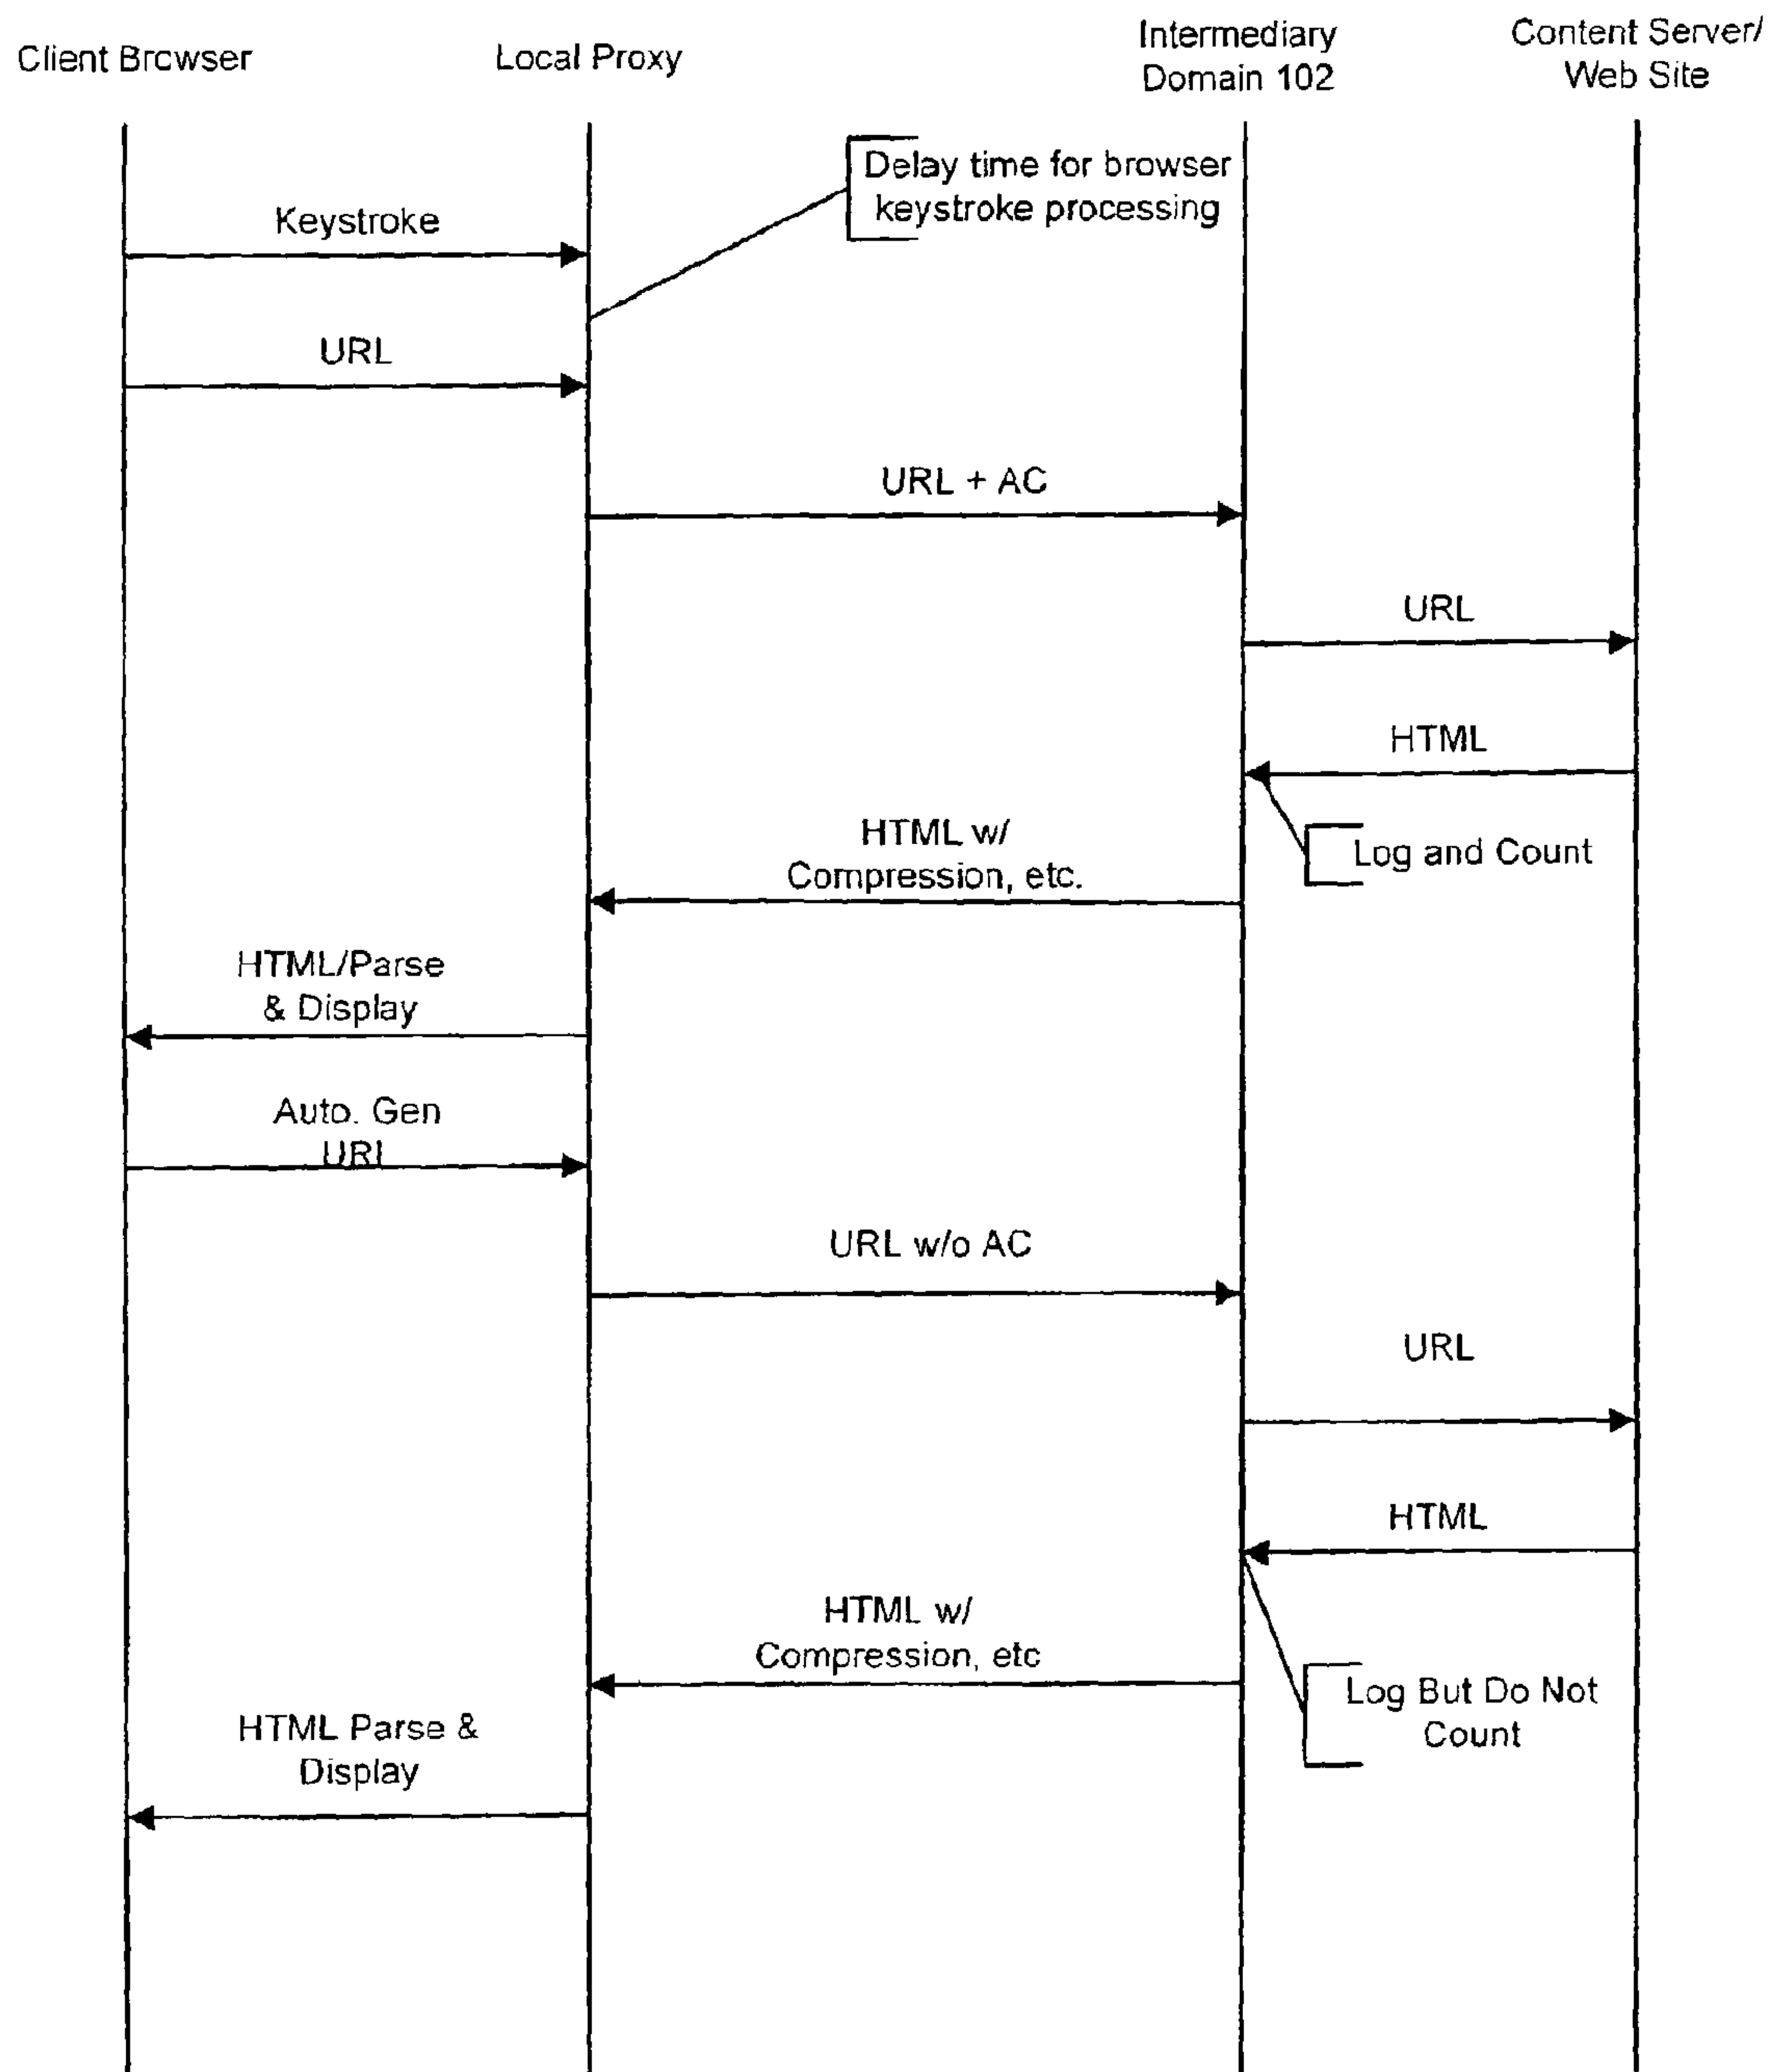 Client Browser
Local Proxy
Intermediary
Domain 102
Content Server/
Web Site
Delay time for browser
keystroke processing
Keystroke
URL
URL + AC
URL
HTML
Log and Count
HTML w/
Compression, etc.
HTML/Parse
& Display
Auto. Gen
URL
URL w/o AC
URL
HTML
HTML w/
Compression, etc
Log But Do Not
Count
HTML Parse &
Display